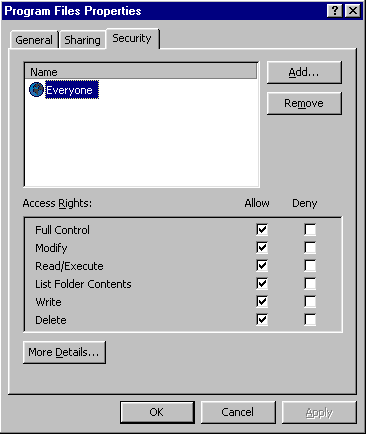 Program Files Properties
General Sharing Security
Name
Everyone
Add...
Remove
Access Rights: Allow Deny
Full Control
Modify
Read/Execute
List Folder Contents
Write
Delete
More Details...
OK Cancel Apply